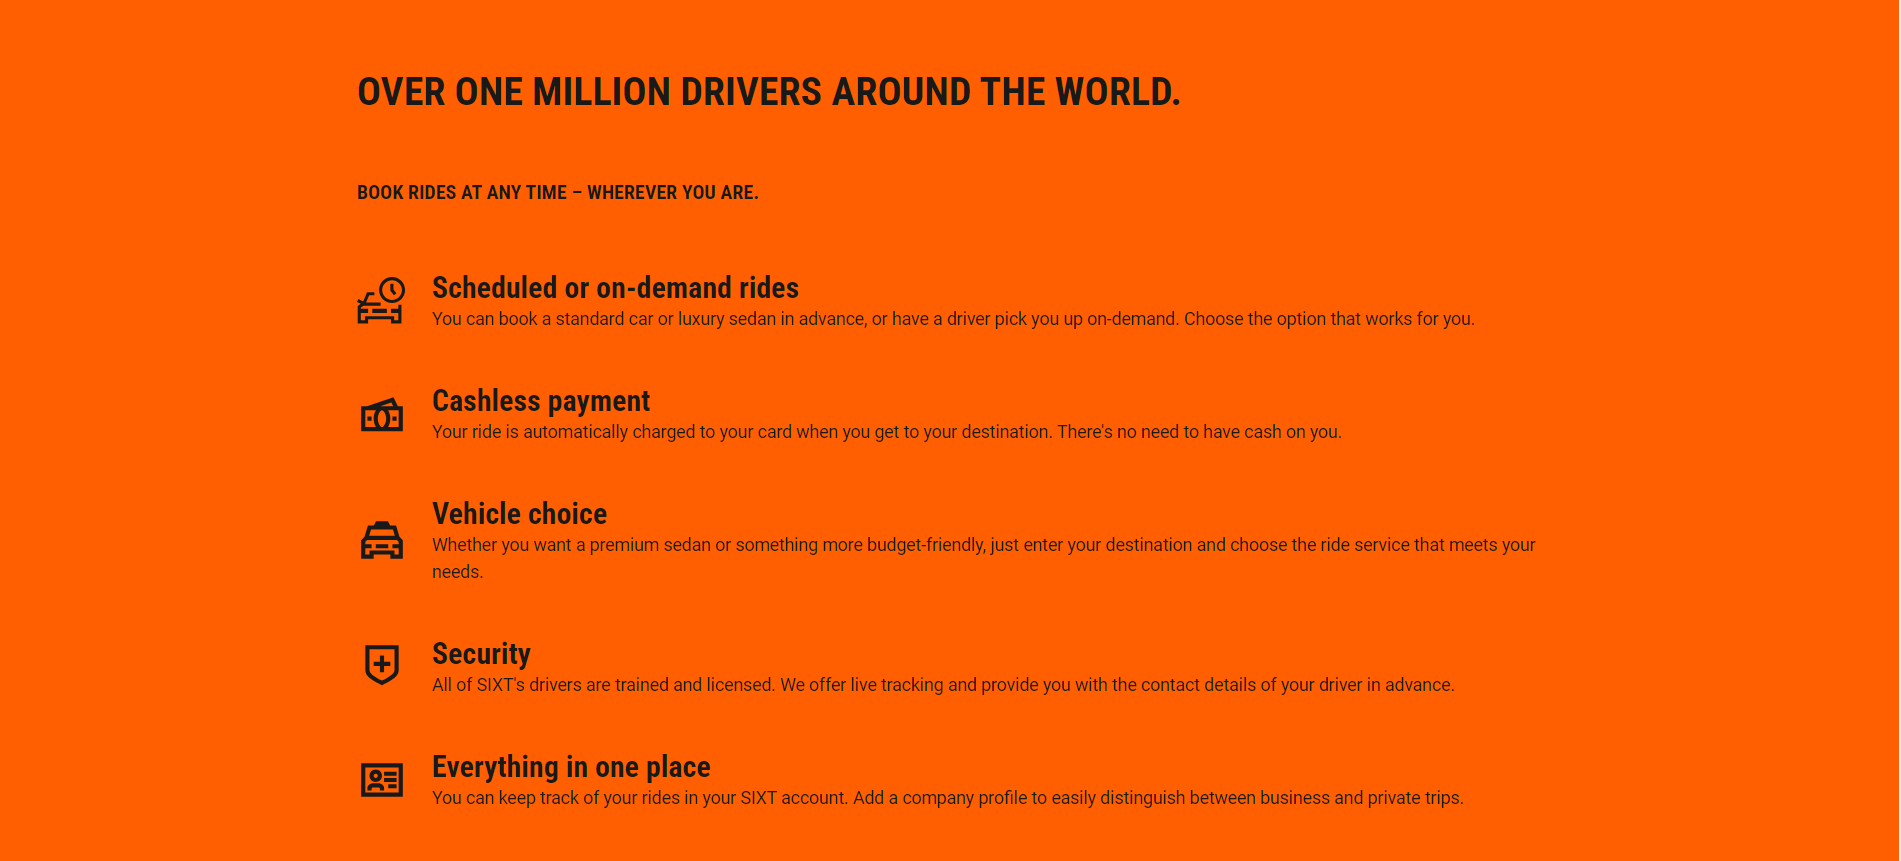 OVER ONE MILLION DRIVERS AROUND THE WORLD.
BOOK RIDES AT ANY TIME – WHEREVER YOU ARE.
Scheduled or on-demand rides
You can book a standard car or luxury sedan in advance, or have a driver pick you up on-demand. Choose the option that works for you.
Cashless payment
Your ride is automatically charged to your card when you get to your destination. There's no need to have cash on you.
Vehicle choice
Whether you want a premium sedan or something more budget-friendly, just enter your destination and choose the ride service that meets your
needs.
Security
All of SIXT's drivers are trained and licensed. We offer live tracking and provide you with the contact details of your driver in advance.
Everything in one place
You can keep track of your rides in your SIXT account. Add a company profile to easily distinguish between business and private trips.